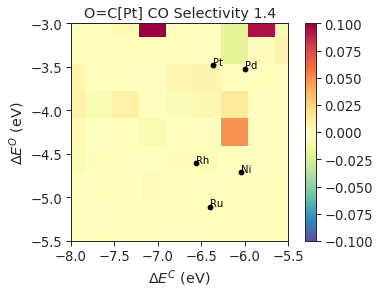 O=C[Pt] CO Selectivity 1.4
−3.0
−3.5
−4.0
−4.5
−5.0
−5.5
ΔE^O (eV)
Pt
Pd
Rh
Ni
Ru
−8.0 −7.5 −7.0 −6.5 −6.0 −5.5
ΔE^C (eV)
0.100
0.075
0.050
0.025
0.000
−0.025
−0.050
−0.075
−0.100